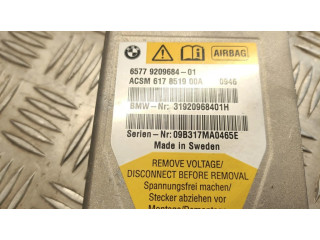 AIRBAG
6577 9209684-01
ACSM 617 8519 00A 0946
BMW-Nr: 31920968401H
Serien-Nr: 09B317MA0465E
Made in Sweden
REMOVE VOLTAGE/
DISCONNECT BEFORE REMOVAL
Spannungsfrei machen/
Stecker abziehen vor